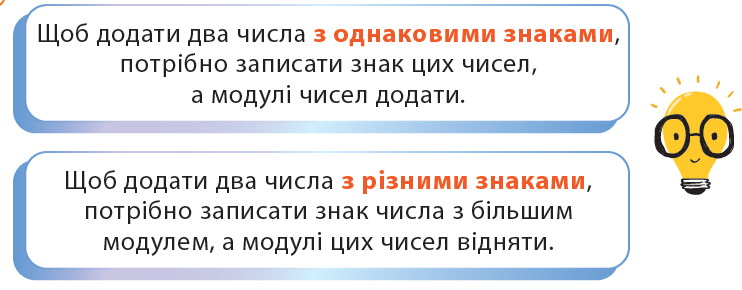 Щоб додати два числа з однаковими знаками,
потрібно записати знак цих чисел,
а модулі чисел додати.
Щоб додати два числа з різними знаками,
потрібно записати знак числа з більшим
модулем, а модулі цих чисел відняти.